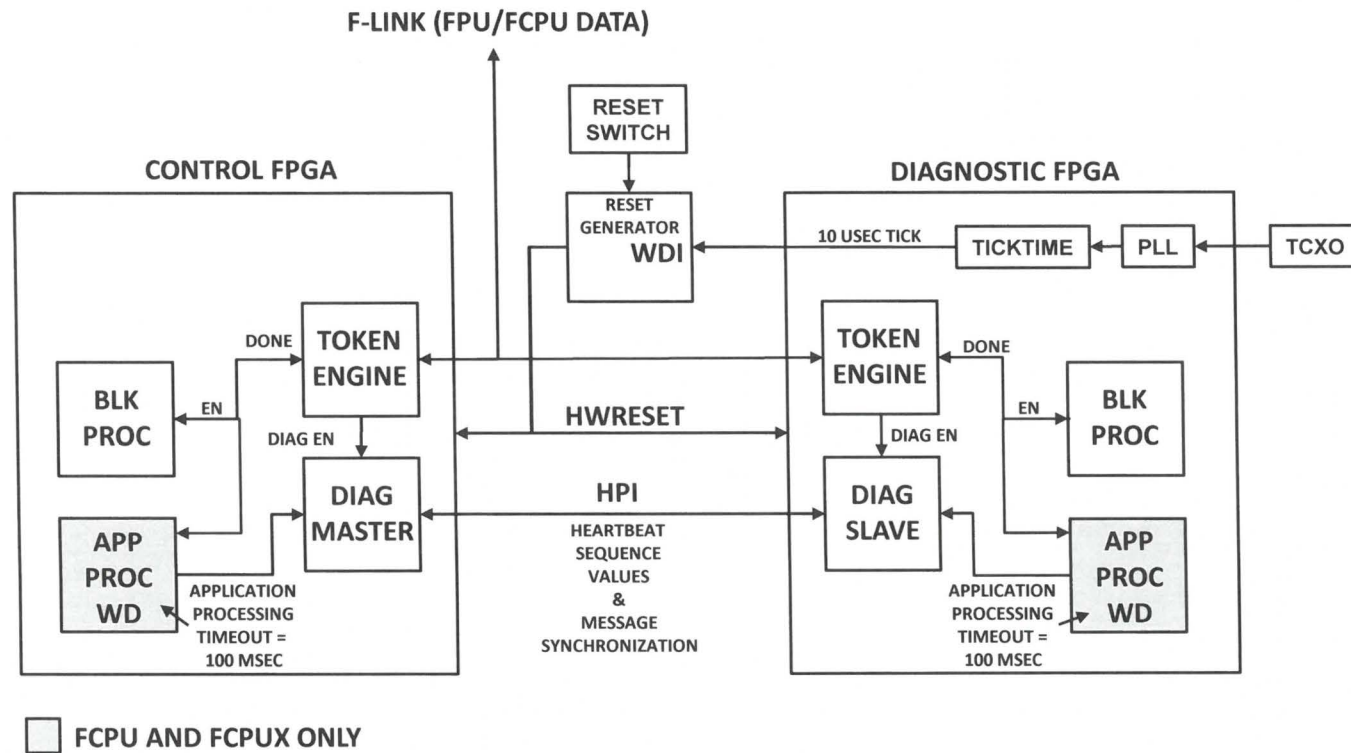 F-LINK (FPU/FCPU DATA)
RESET
SWITCH
CONTROL FPGA
DIAGNOSTIC FPGA
RESET
GENERATOR
WDI
10 USEC TICK
TICKTIME
PLL
TCXO
DONE
TOKEN
ENGINE
TOKEN
ENGINE
DONE
BLK
PROC
EN
HWRESET
EN
BLK
PROC
DIAG EN
DIAG EN
DIAG
MASTER
HPI
DIAG
SLAVE
APP
PROC
WD
HEARTBEAT
SEQUENCE
VALUES
&
MESSAGE
SYNCHRONIZATION
APP
PROC
WD
APPLICATION
PROCESSING
TIMEOUT =
100 MSEC
APPLICATION
PROCESSING
TIMEOUT =
100 MSEC
FCPU AND FCPUX ONLY